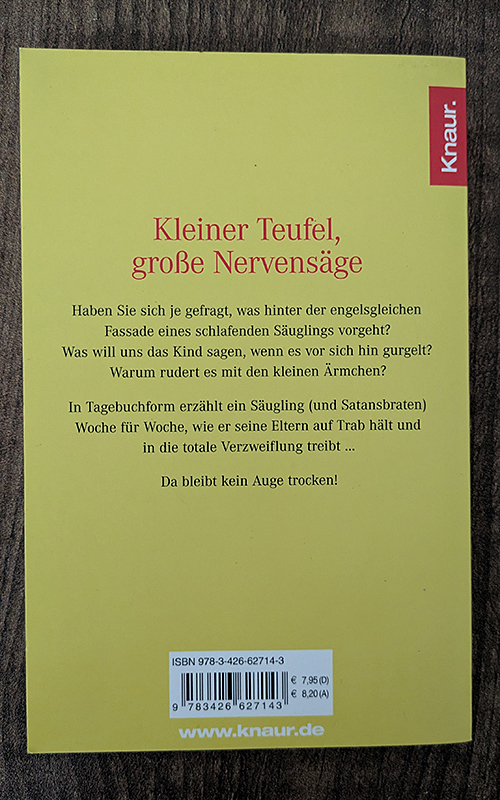 Knaur.
Kleiner Teufel,
große Nervensäge
Haben Sie sich je gefragt, was hinter der engelsgleichen
Fassade eines schlafenden Säuglings vorgeht?
Was will uns das Kind sagen, wenn es vor sich hin gurgelt?
Warum rudert es mit den kleinen Ärmchen?
In Tagebuchform erzählt ein Säugling (und Satansbraten)
Woche für Woche, wie er seine Eltern auf Trab hält und
in die totale Verzweiflung treibt ...
Da bleibt kein Auge trocken!
ISBN 978-3-426-62714-3
€ 7,95 (D)
€ 8,20 (A)
9 783426 627143
www.knaur.de